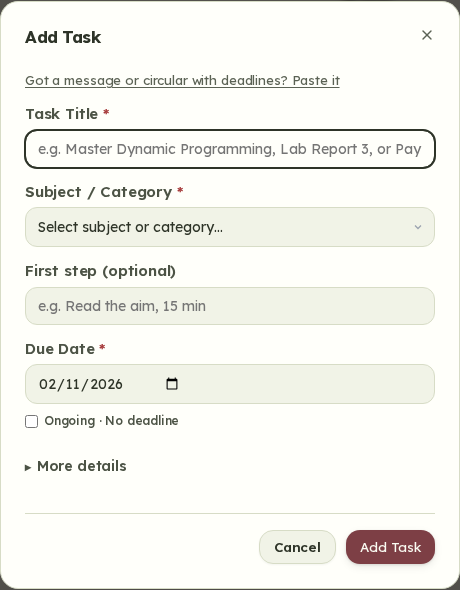 Add Task
×
Got a message or circular with deadlines? Paste it
Task Title *
e.g. Master Dynamic Programming, Lab Report 3, or Pay
Subject / Category *
Select subject or category...
First step (optional)
e.g. Read the aim, 15 min
Due Date *
02/11/2026
Ongoing · No deadline
▸ More details
Cancel
Add Task